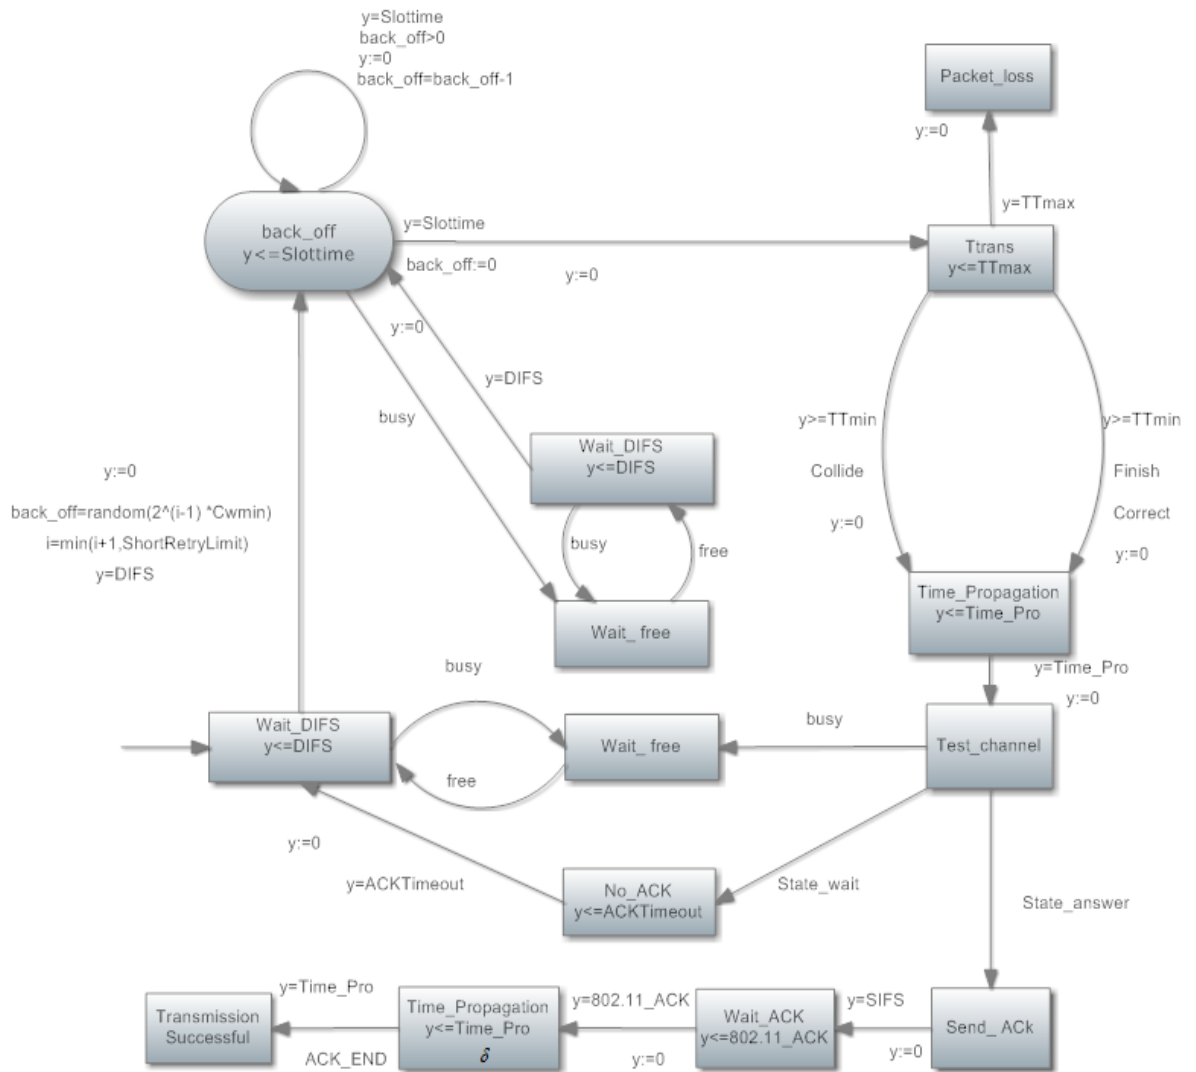 y=Slottime
back_off>0
y:=0
back_off=back_off-1
Packet_loss
y:=0
y=TTmax
back_off
y<=Slottime
y=Slottime
back_off:=0
y:=0
Ttrans
y<=TTmax
y:=0
y=DIFS
busy
Wait_DIFS
y<=DIFS
busy
free
Wait_ free
y>=TTmin
Collide
y:=0
y>=TTmin
Finish
Correct
y:=0
y:=0
back_off=random(2^(i-1) *Cwmin)
i=min(i+1,ShortRetryLimit)
y=DIFS
Time_Propagation
y<=Time_Pro
y=Time_Pro
y:=0
Wait_DIFS
y<=DIFS
busy
free
Wait_ free
busy
Test_channel
y:=0
y=ACKTimeout
No_ACK
y<=ACKTimeout
State_wait
State_answer
Transmission
Successful
y=Time_Pro
ACK_END
Time_Propagation
y<=Time_Pro
δ
y=802.11_ACK
y:=0
Wait_ACK
y<=802.11_ACK
y=SIFS
y:=0
Send_ ACk